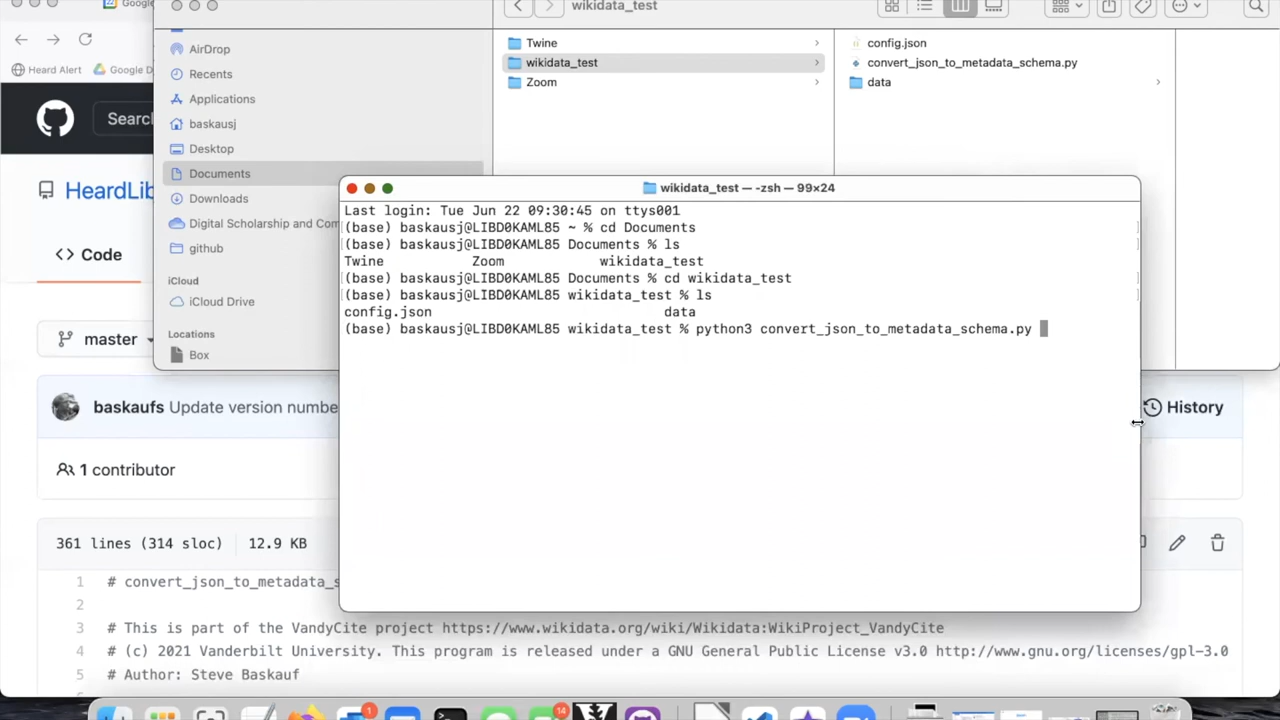 Google
wikidata_test
Heard Alert
Google D
AirDrop
Recents
Applications
baskausj
Desktop
Documents
Downloads
Digital Scholarship and Com
github
iCloud
iCloud Drive
Locations
Box
Twine
wikidata_test
Zoom
config.json
convert_json_to_metadata_schema.py
data
Search
HeardLib
Code
master
baskaufs Update version numbe
History
1 contributor
361 lines (314 sloc)
12.9 KB
wikidata_test — -zsh — 99×24
Last login: Tue Jun 22 09:30:45 on ttys001
(base) baskausj@LIBD0KAML85 ~ % cd Documents
(base) baskausj@LIBD0KAML85 Documents % ls
Twine Zoom wikidata_test
(base) baskausj@LIBD0KAML85 Documents % cd wikidata_test
(base) baskausj@LIBD0KAML85 wikidata_test % ls
config.json data
(base) baskausj@LIBD0KAML85 wikidata_test % python3 convert_json_to_metadata_schema.py
1 # convert_json_to_metadata_s
2
3 # This is part of the VandyCite project https://www.wikidata.org/wiki/Wikidata:WikiProject_VandyCite
4 # (c) 2021 Vanderbilt University. This program is released under a GNU General Public License v3.0 http://www.gnu.org/licenses/gpl-3.0
5 # Author: Steve Baskauf
1
14